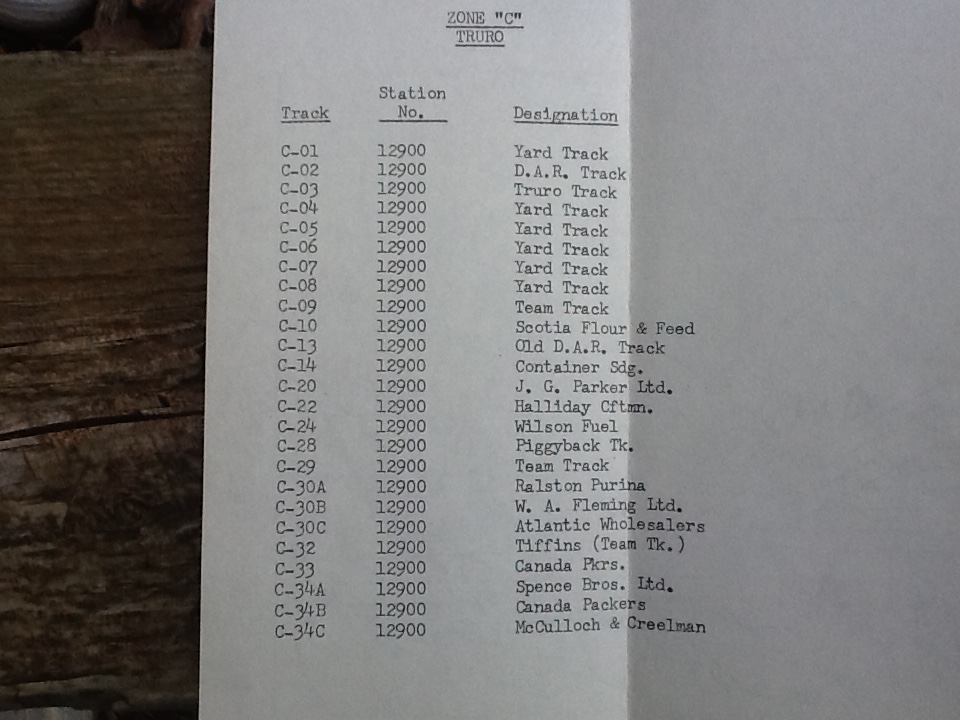 ZONE "C"
TRURO
Station
Track No. Designation
C-01 12900 Yard Track
C-02 12900 D.A.R. Track
C-03 12900 Truro Track
C-04 12900 Yard Track
C-05 12900 Yard Track
C-06 12900 Yard Track
C-07 12900 Yard Track
C-08 12900 Yard Track
C-09 12900 Team Track
C-10 12900 Scotia Flour & Feed
C-13 12900 Old D.A.R. Track
C-14 12900 Container Sdg.
C-20 12900 J. G. Parker Ltd.
C-22 12900 Halliday Cftmn.
C-24 12900 Wilson Fuel
C-28 12900 Piggyback Tk.
C-29 12900 Team Track
C-30A 12900 Ralston Purina
C-30B 12900 W. A. Fleming Ltd.
C-30C 12900 Atlantic Wholesalers
C-32 12900 Tiffins (Team Tk.)
C-33 12900 Canada Pkrs.
C-34A 12900 Spence Bros. Ltd.
C-34B 12900 Canada Packers
C-34C 12900 McCulloch & Creelman